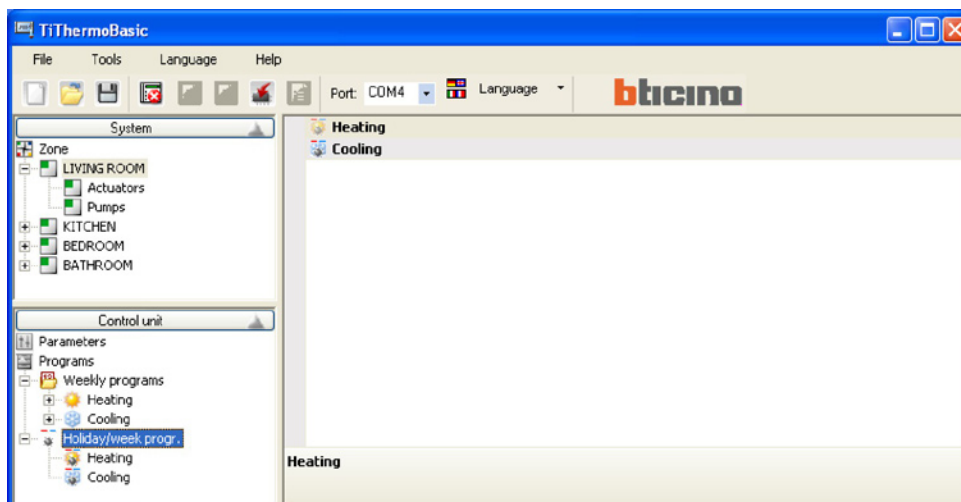 TiThermoBasic
File Tools Language Help
Port: COM4 Language bticino
System
Zone
LIVING ROOM
Actuators
Pumps
KITCHEN
BEDROOM
BATHROOM
Control unit
Parameters
Programs
Weekly programs
Heating
Cooling
Holiday/week progr.
Heating
Cooling
Heating
Cooling
Heating